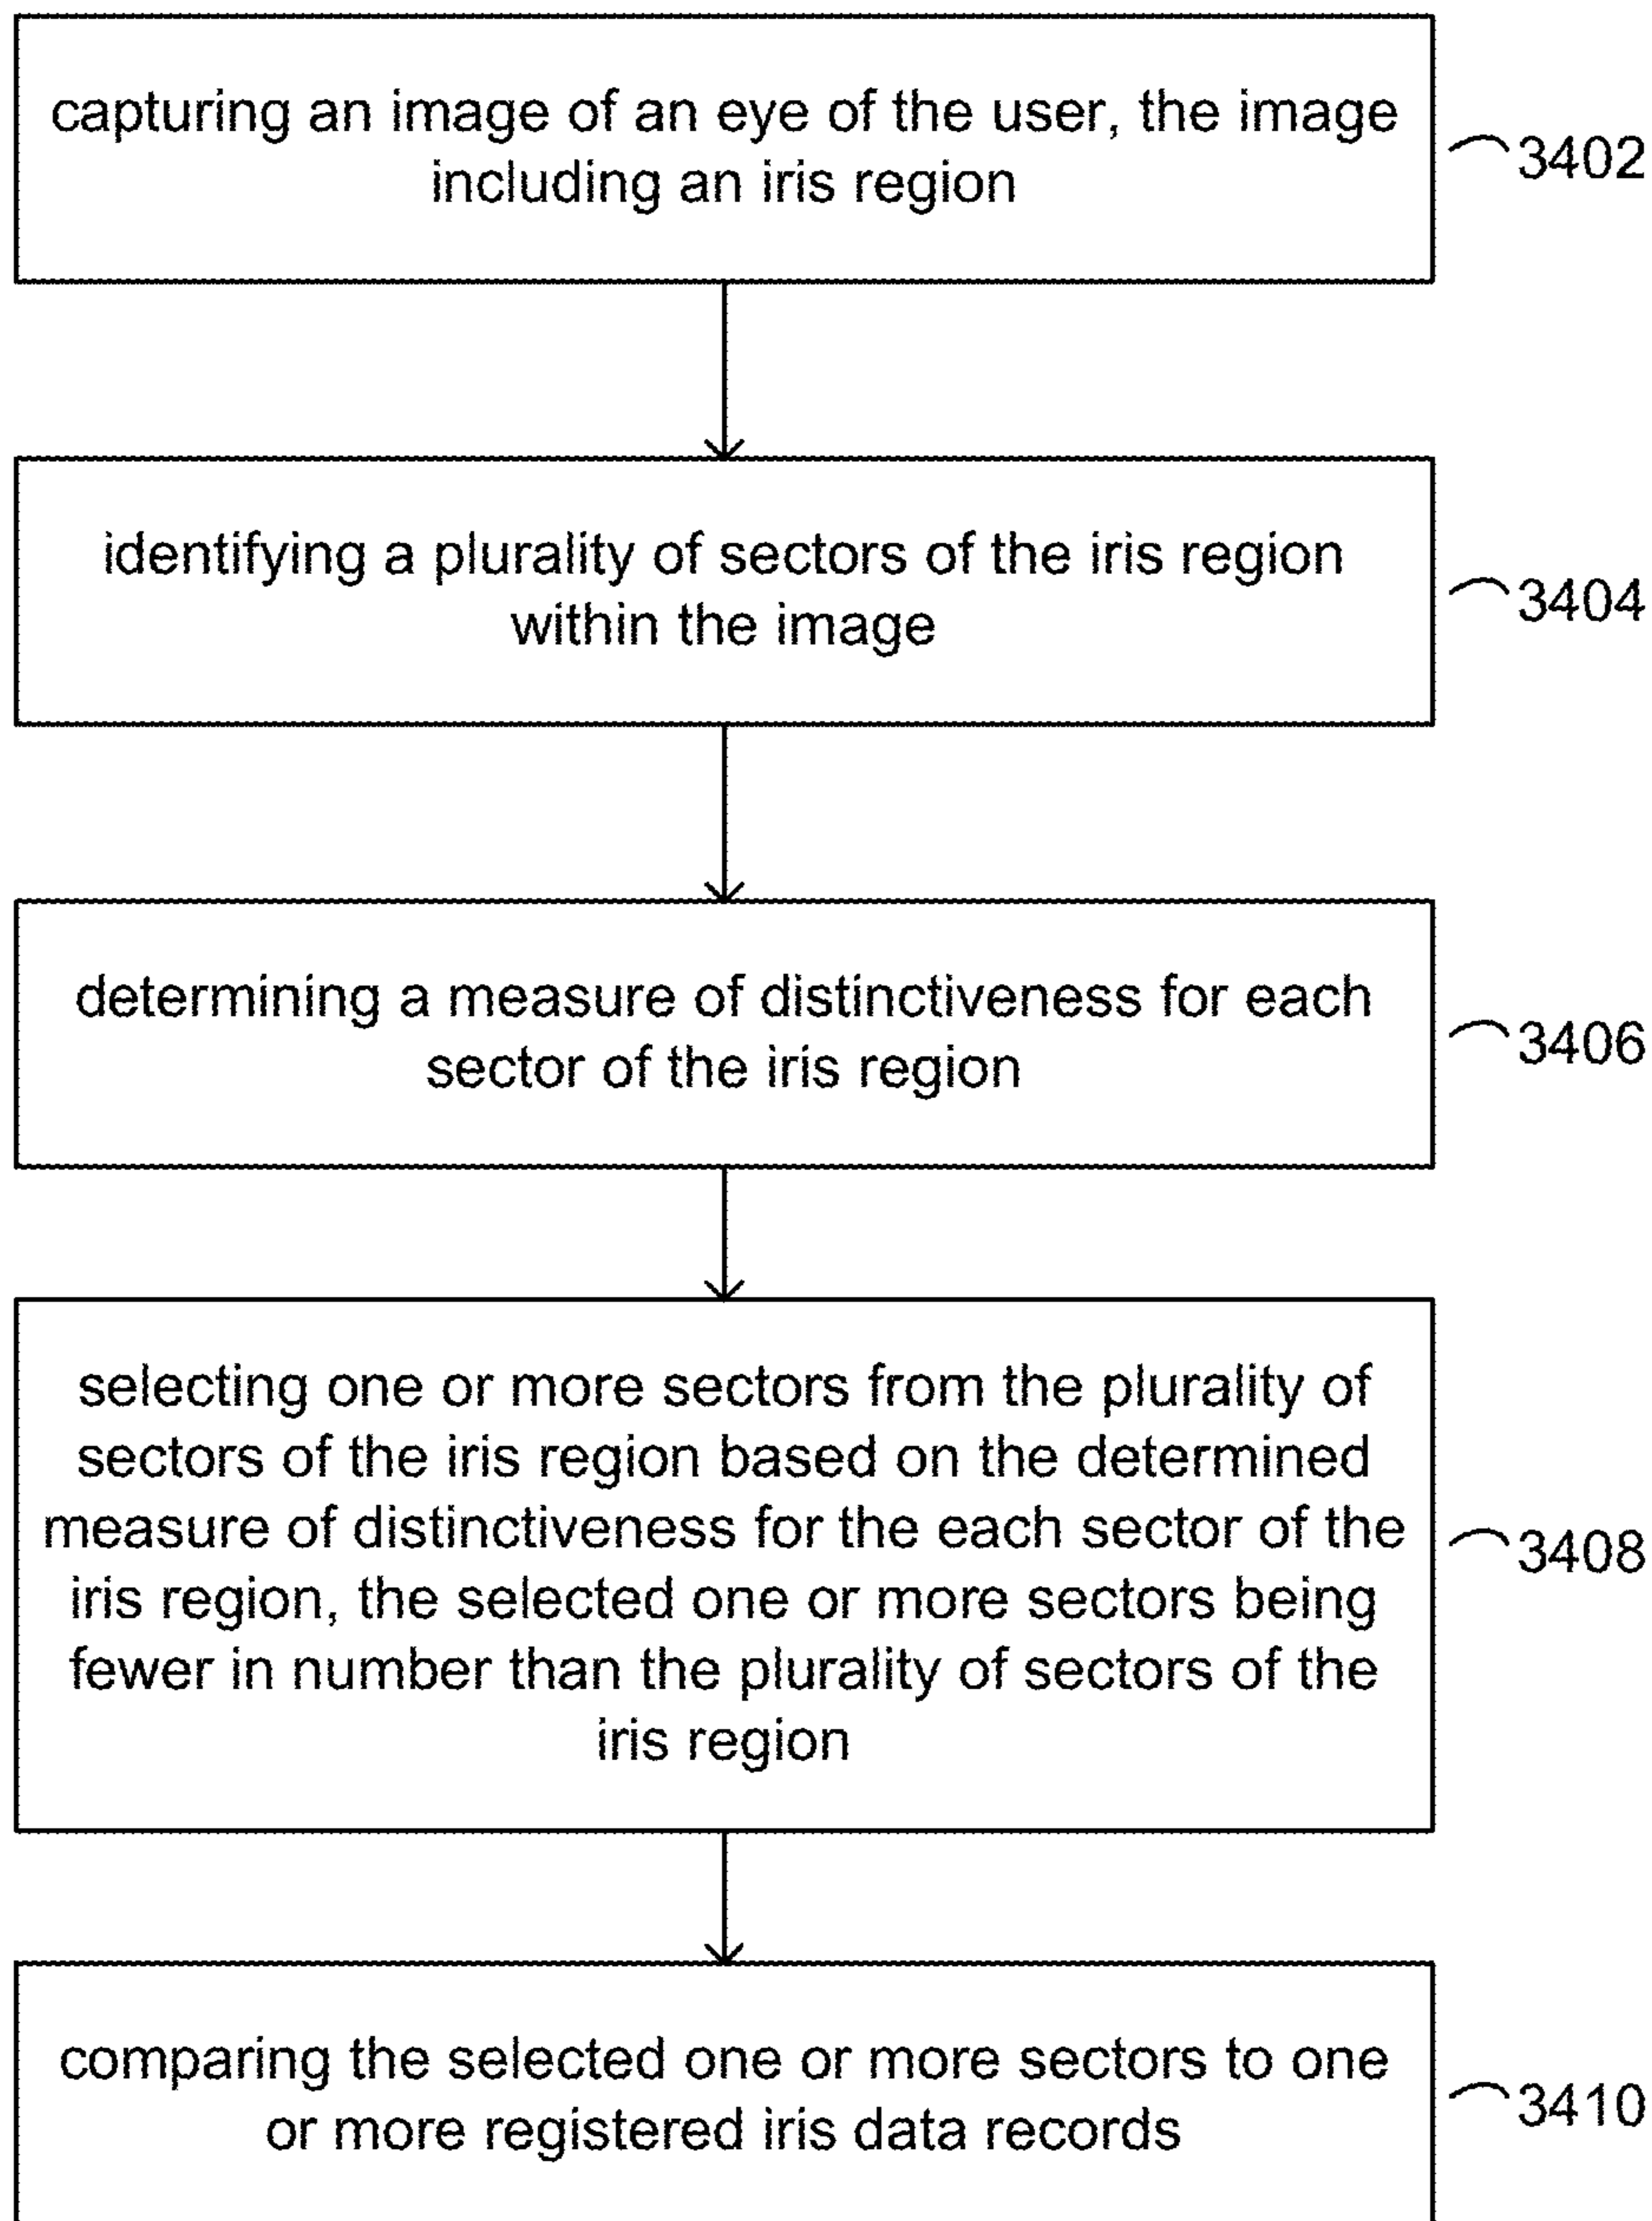 capturing an image of an eye of the user, the image
including an iris region
3402
identifying a plurality of sectors of the iris region
within the image
3404
determining a measure of distinctiveness for each
sector of the iris region
3406
selecting one or more sectors from the plurality of
sectors of the iris region based on the determined
measure of distinctiveness for the each sector of the
iris region, the selected one or more sectors being
fewer in number than the plurality of sectors of the
iris region
3408
comparing the selected one or more sectors to one
or more registered iris data records
3410